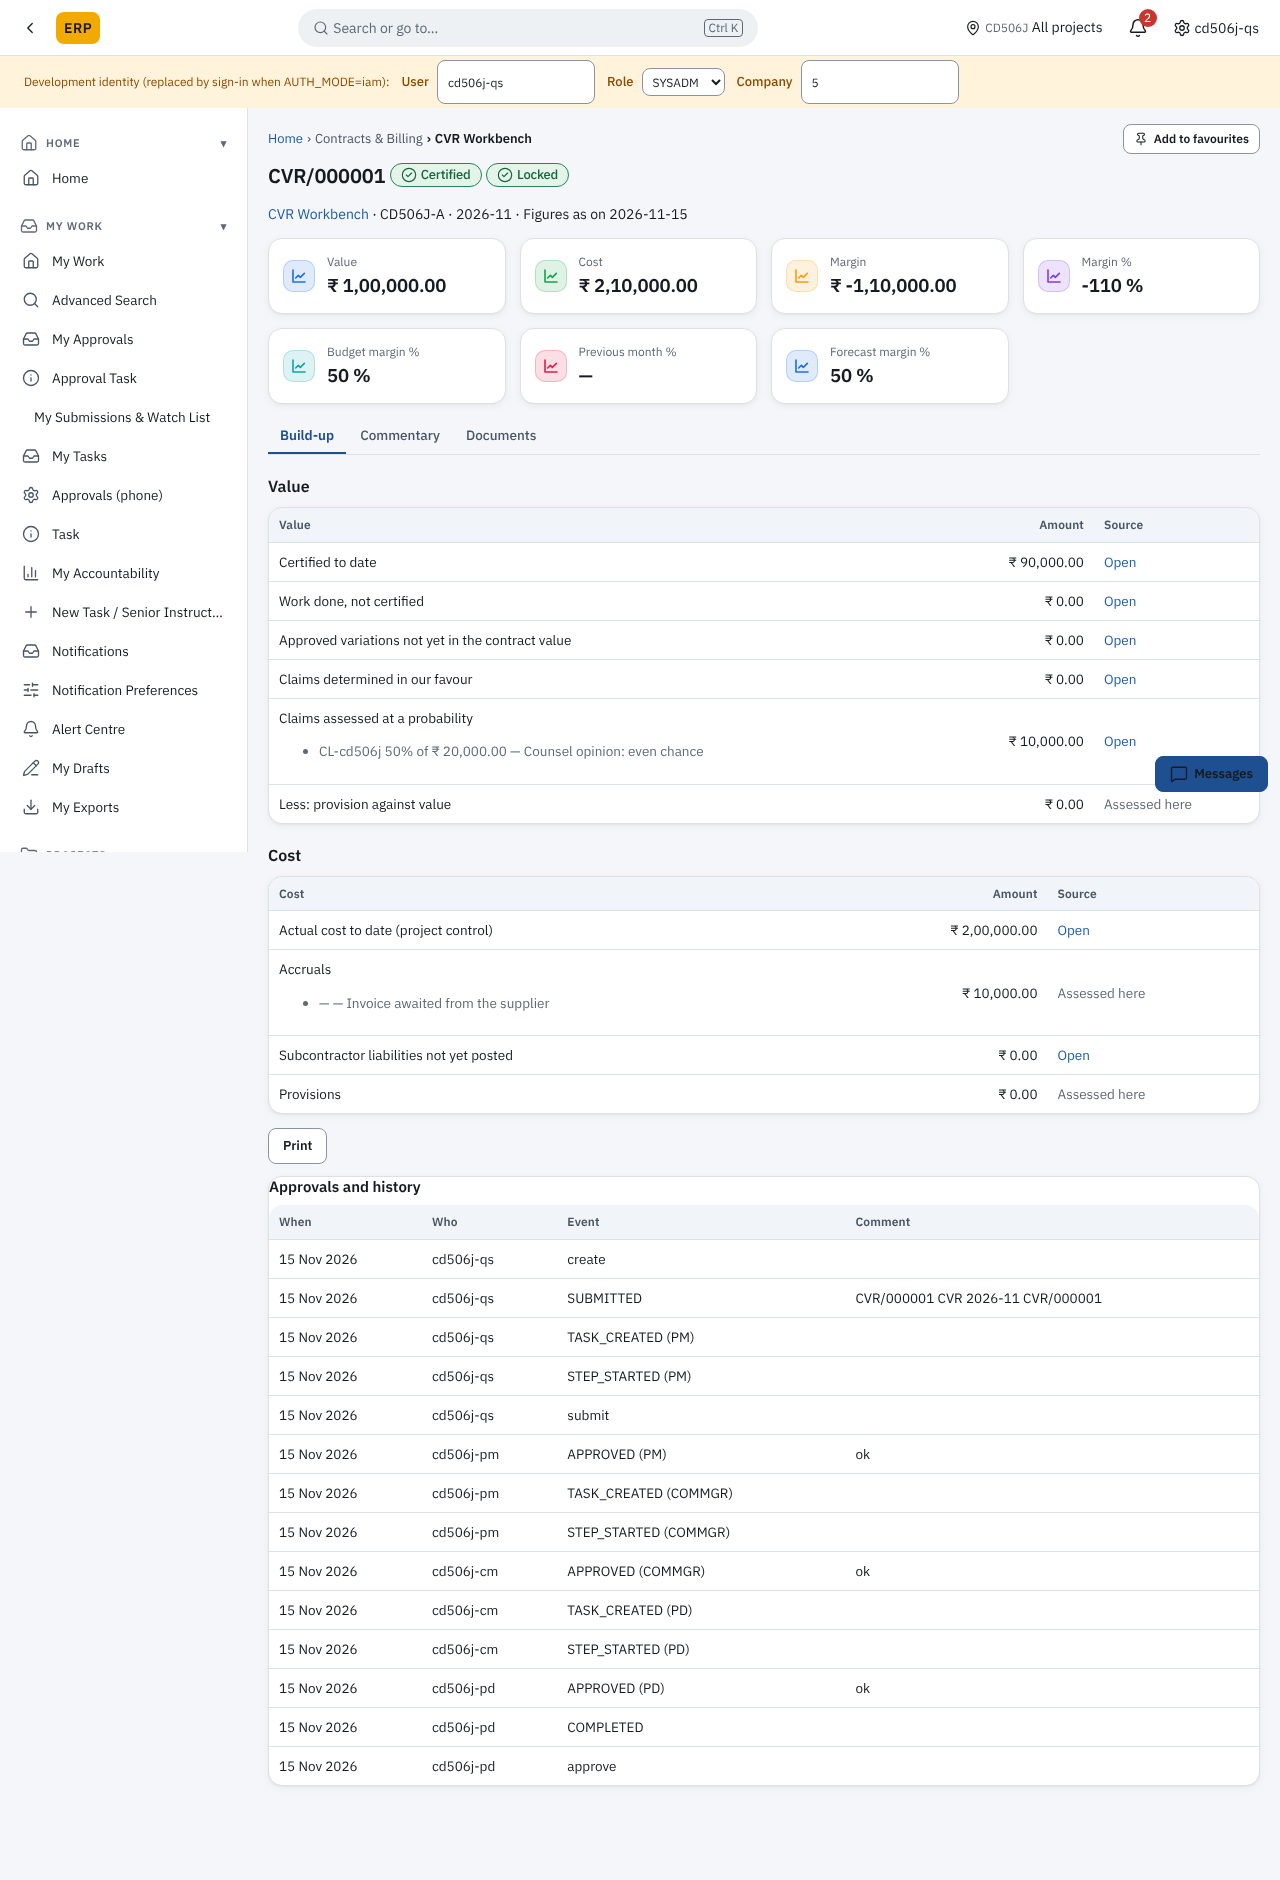 ERP
Search or go to...
Ctrl K
CD506J All projects
2
cd506j-qs
Development identity (replaced by sign-in when AUTH_MODE=iam):
User
cd506j-qs
Role
SYSADM
Company
5
HOME
Home
MY WORK
My Work
Advanced Search
My Approvals
Approval Task
My Submissions & Watch List
My Tasks
Approvals (phone)
Task
My Accountability
New Task / Senior Instruct...
Notifications
Notification Preferences
Alert Centre
My Drafts
My Exports
Home › Contracts & Billing › CVR Workbench
Add to favourites
CVR/000001
Certified
Locked
CVR Workbench · CD506J-A · 2026-11 · Figures as on 2026-11-15
Value
₹ 1,00,000.00
Cost
₹ 2,10,000.00
Margin
₹ -1,10,000.00
Margin %
-110 %
Budget margin %
50 %
Previous month %
—
Forecast margin %
50 %
Build-up Commentary Documents
Value
Value Amount Source
Certified to date ₹ 90,000.00 Open
Work done, not certified ₹ 0.00 Open
Approved variations not yet in the contract value ₹ 0.00 Open
Claims determined in our favour ₹ 0.00 Open
Claims assessed at a probability
• CL-cd506j 50% of ₹ 20,000.00 — Counsel opinion: even chance
₹ 10,000.00 Open
Messages
Less: provision against value ₹ 0.00 Assessed here
Cost
Cost Amount Source
Actual cost to date (project control) ₹ 2,00,000.00 Open
Accruals
• — — Invoice awaited from the supplier
₹ 10,000.00 Assessed here
Subcontractor liabilities not yet posted ₹ 0.00 Open
Provisions ₹ 0.00 Assessed here
Print
Approvals and history
When Who Event Comment
15 Nov 2026 cd506j-qs create
15 Nov 2026 cd506j-qs SUBMITTED CVR/000001 CVR 2026-11 CVR/000001
15 Nov 2026 cd506j-qs TASK_CREATED (PM)
15 Nov 2026 cd506j-qs STEP_STARTED (PM)
15 Nov 2026 cd506j-qs submit
15 Nov 2026 cd506j-pm APPROVED (PM) ok
15 Nov 2026 cd506j-pm TASK_CREATED (COMMGR)
15 Nov 2026 cd506j-pm STEP_STARTED (COMMGR)
15 Nov 2026 cd506j-cm APPROVED (COMMGR) ok
15 Nov 2026 cd506j-cm TASK_CREATED (PD)
15 Nov 2026 cd506j-cm STEP_STARTED (PD)
15 Nov 2026 cd506j-pd APPROVED (PD) ok
15 Nov 2026 cd506j-pd COMPLETED
15 Nov 2026 cd506j-pd approve